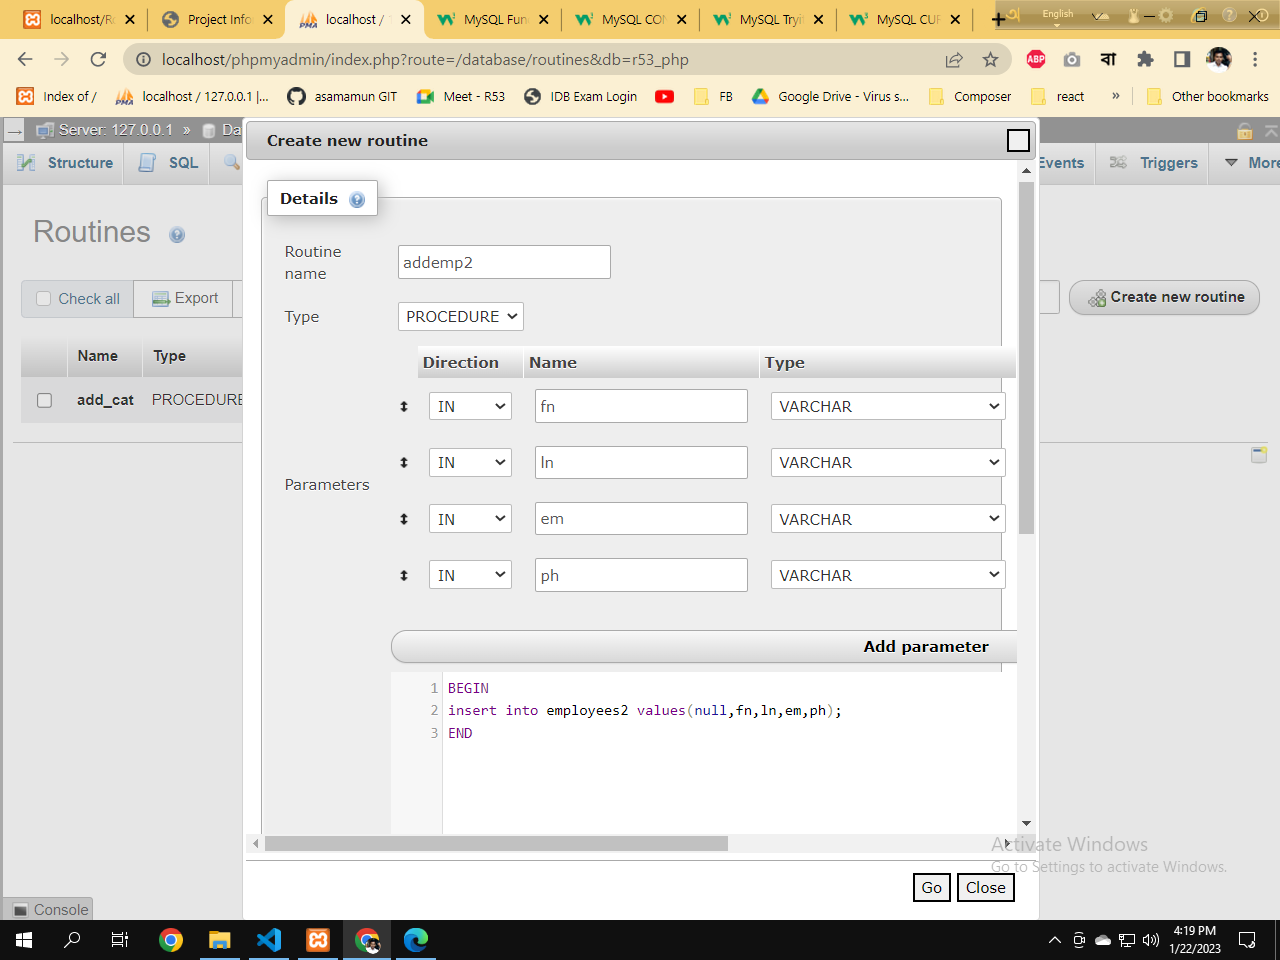 localhost/Ro
Project Info
localhost /
MySQL Fun
MySQL CON
MySQL Tryi
MySQL CUR
English
localhost/phpmyadmin/index.php?route=/database/routines&db=r53_php
ABP
বা
Index of /
localhost / 127.0.0.1 |...
asamamun GIT
Meet - R53
IDB Exam Login
FB
Google Drive - Virus s...
Composer
react
»
Other bookmarks
Server: 127.0.0.1 »
Da
Structure
SQL
Events
Triggers
More
Routines
Check all
Export
Create new routine
Name
Type
add_cat
PROCEDURE
Create new routine
Details
Routine name
addemp2
Type
PROCEDURE
Direction
Name
Type
Parameters
IN
fn
VARCHAR
IN
ln
VARCHAR
IN
em
VARCHAR
IN
ph
VARCHAR
Add parameter
1 BEGIN
2 insert into employees2 values(null,fn,ln,em,ph);
3 END
Go
Close
Activate Windows
Go to Settings to activate Windows.
Console
4:19 PM
1/22/2023